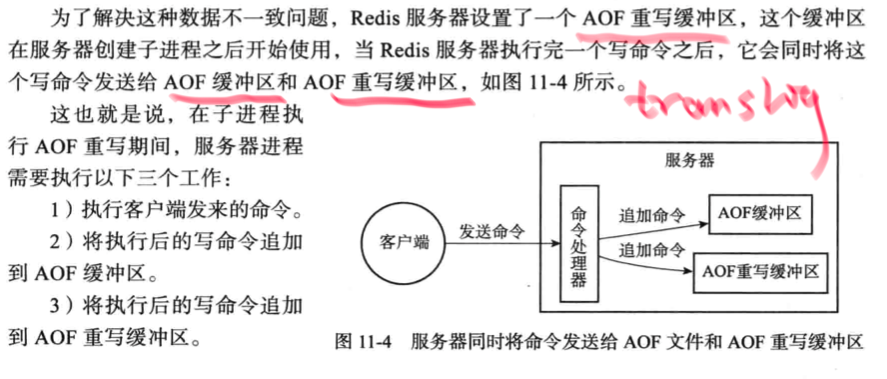 为了解决这种数据不一致问题，Redis 服务器设置了一个 AOF 重写缓冲区，这个缓冲区
在服务器创建子进程之后开始使用，当 Redis 服务器执行完一个写命令之后，它会同时将这
个写命令发送给 AOF 缓冲区和 AOF 重写缓冲区，如图 11-4 所示。
translog
这也就是说，在子进程执
行 AOF 重写期间，服务器进程
需要执行以下三个工作：
1）执行客户端发来的命令。
2）将执行后的写命令追加
到 AOF 缓冲区。
3）将执行后的写命令追加
到 AOF 重写缓冲区。
服务器
客户端
发送命令
命令处理器
追加命令
AOF缓冲区
追加命令
AOF重写缓冲区
图 11-4 服务器同时将命令发送给 AOF 文件和 AOF 重写缓冲区